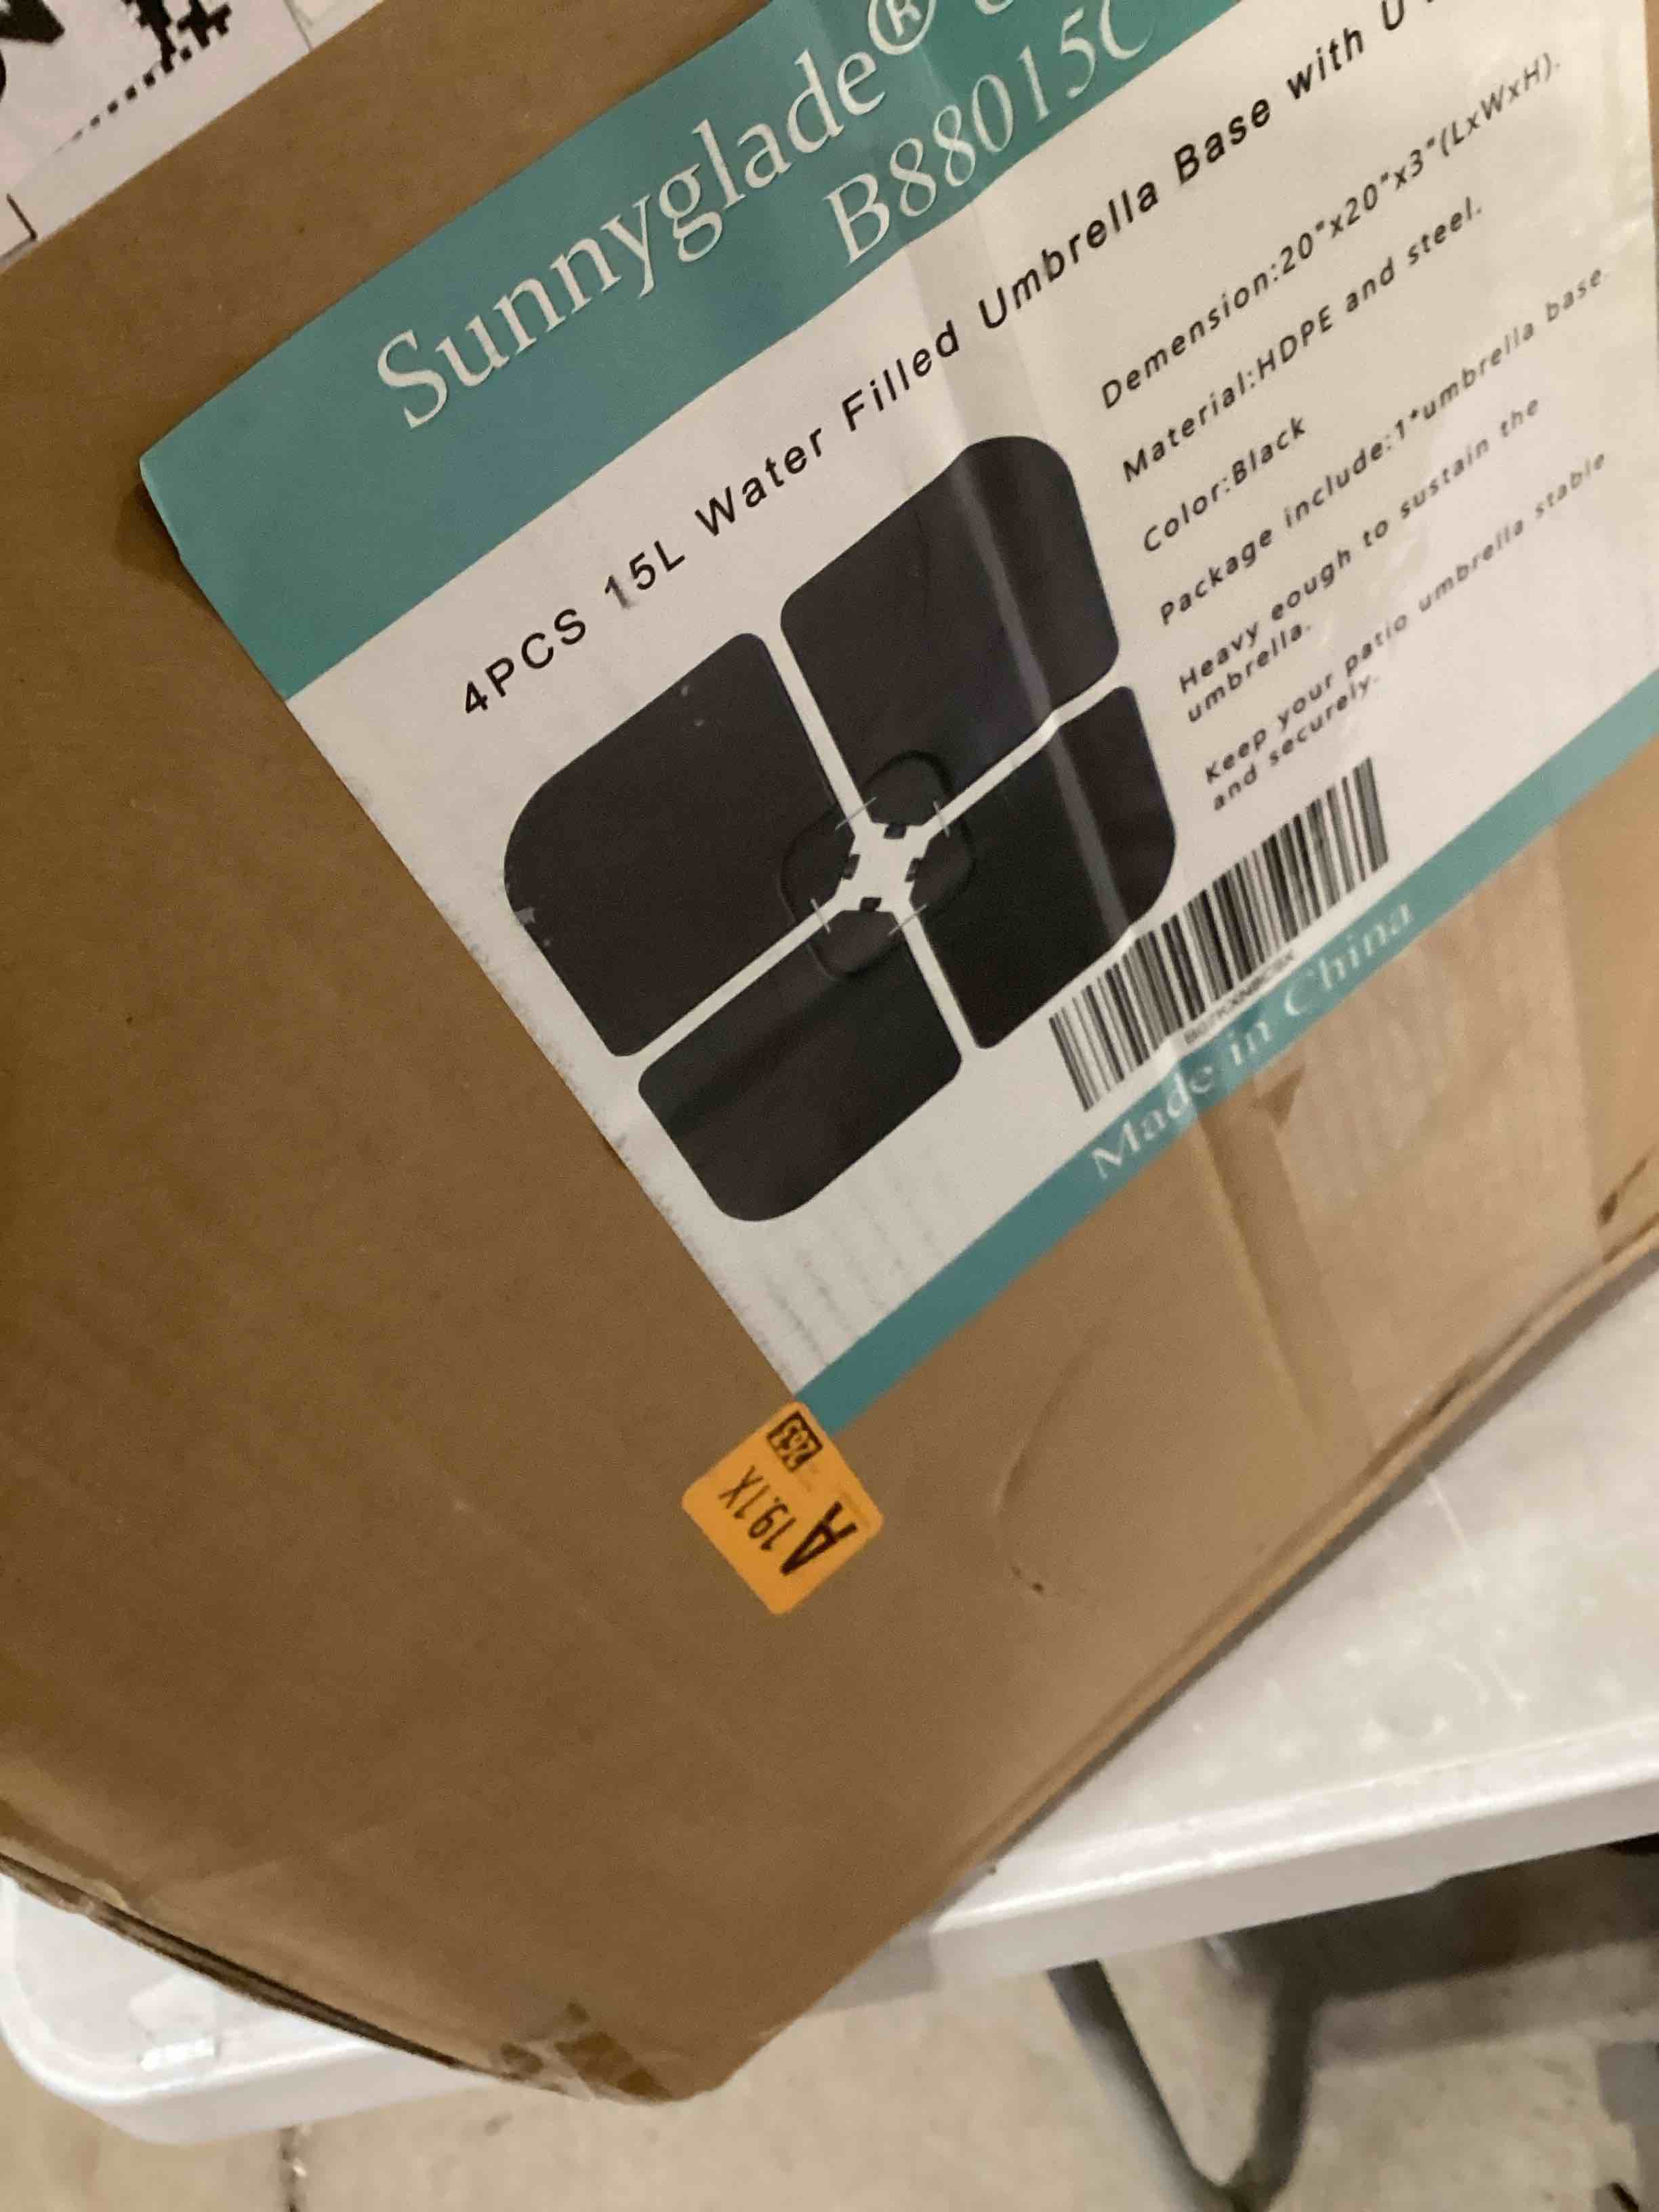 Sunnyglade®
B88015
4PCS 15L Water Filled Umbrella Base with U
Demension:20"x20"x3"(LxWxH).
Material:HDPE and steel.
Color:Black
Package include:1*umbrella base.
Heavy eough to sustain the
umbrella.
Keep your patio umbrella stable
and securely.
Made in China
A
19.1X